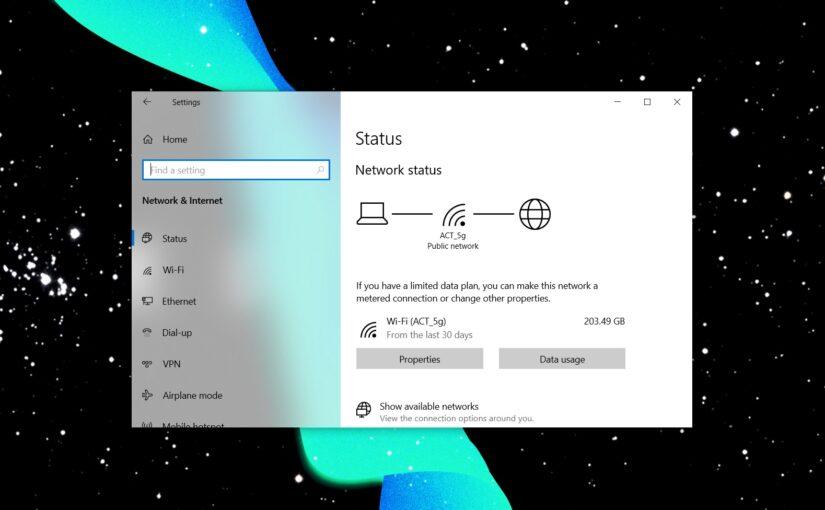 Settings
Home
Find a setting
Network & Internet
Status
Wi-Fi
Ethernet
Dial-up
VPN
Airplane mode
Mobile hotspot
Status
Network status
ACT_5g
Public network
If you have a limited data plan, you can make this network a
metered connection or change other properties.
Wi-Fi (ACT_5g)
203.49 GB
From the last 30 days
Properties
Data usage
Show available networks
View the connection options around you.